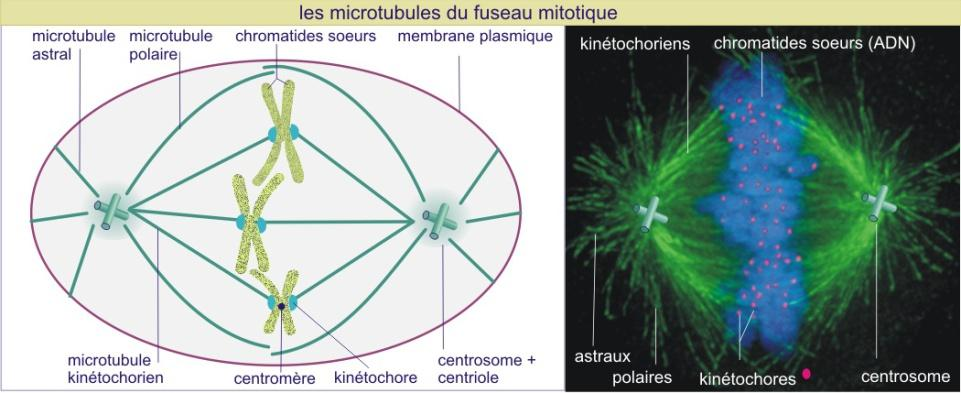 les microtubules du fuseau mitotique
microtubule
astral
microtubule
polaire
chromatides soeurs
membrane plasmique
microtubule
kinétochorien
centromère
kinétochore
centrosome +
centriole
kinétochoriens
chromatides soeurs (ADN)
astraux
polaires
kinétochores
centrosome